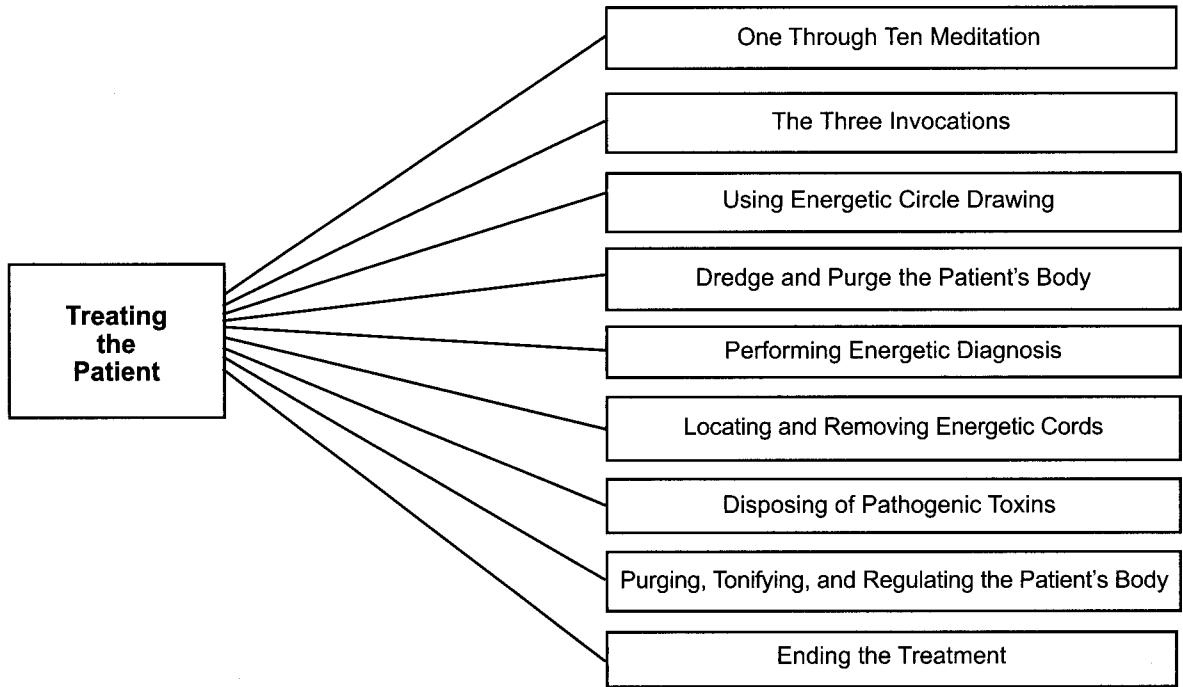 One Through Ten Meditation
The Three Invocations
Using Energetic Circle Drawing
Dredge and Purge the Patient's Body
Treating
the
Patient
Performing Energetic Diagnosis
Locating and Removing Energetic Cords
Disposing of Pathogenic Toxins
Purging, Tonifying, and Regulating the Patient's Body
Ending the Treatment